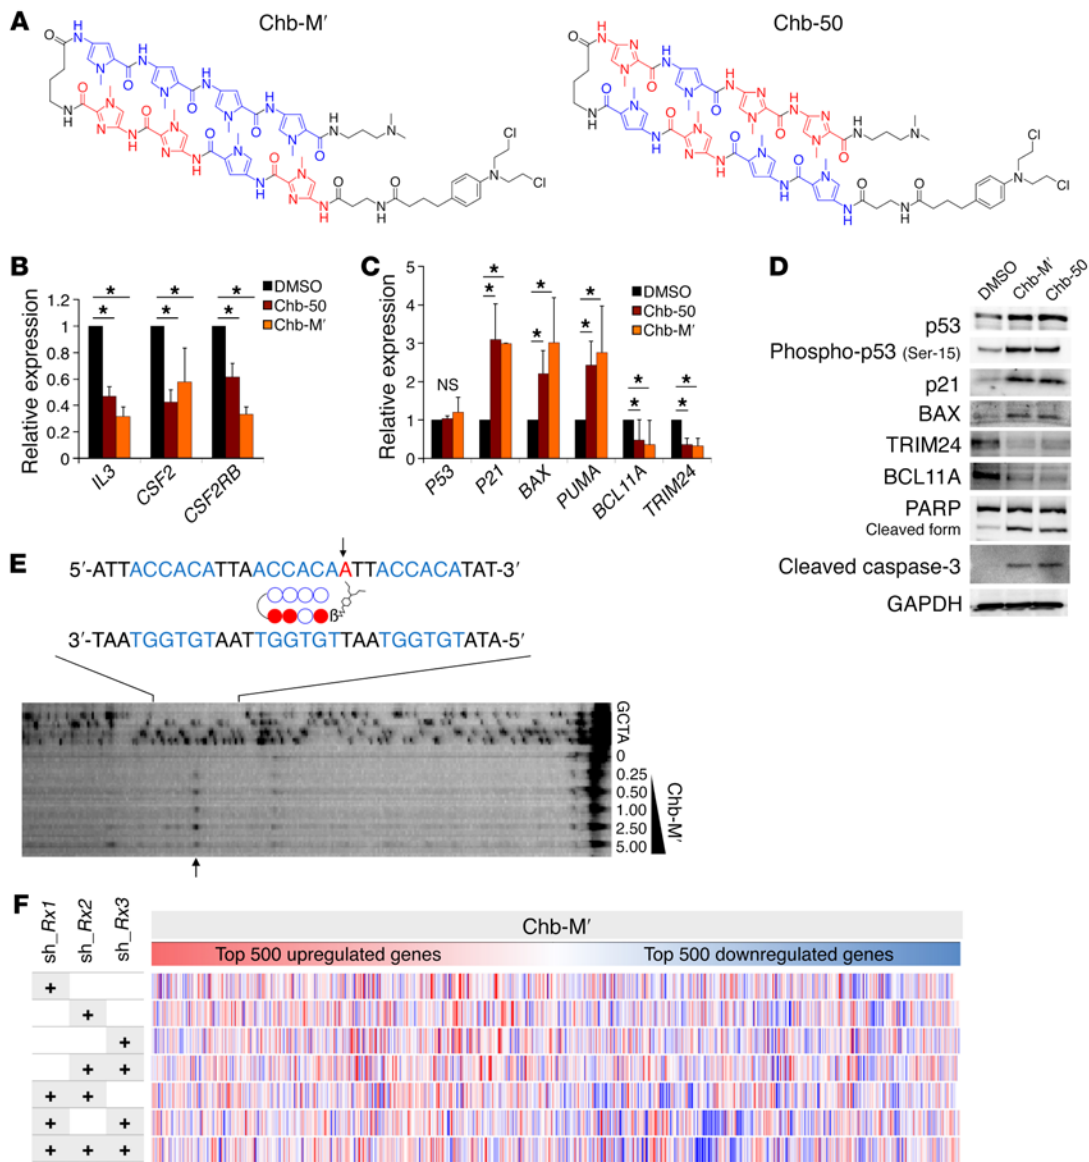 A
Chb-M′
Chb-50
B
Relative expression
1.2
1
0.8
0.6
0.4
0.2
0
* * * * * *
DMSO
Chb-50
Chb-M′
IL3
CSF2
CSF2RB
C
Relative expression
5
4
3
2
1
0
NS
* * * * * * * * * *
DMSO
Chb-50
Chb-M′
P53
P21
BAX
PUMA
BCL11A
TRIM24
D
DMSO
Chb-M′
Chb-50
p53
Phospho-p53 (Ser-15)
p21
BAX
TRIM24
BCL11A
PARP
Cleaved form
Cleaved caspase-3
GAPDH
E
5′-ATTACCACATTAACCACAATTACCACATAT-3′
ß
3′-TAATGGTGTAATTGGTGTTAATGGTGTATA-5′
GCTA
0
0.25
0.50
1.00
2.50
5.00
Chb-M′
F
sh_Rx1
sh_Rx2
sh_Rx3
Chb-M′
Top 500 upregulated genes
Top 500 downregulated genes
+
+
+
+ +
+ +
+ +
+ + +